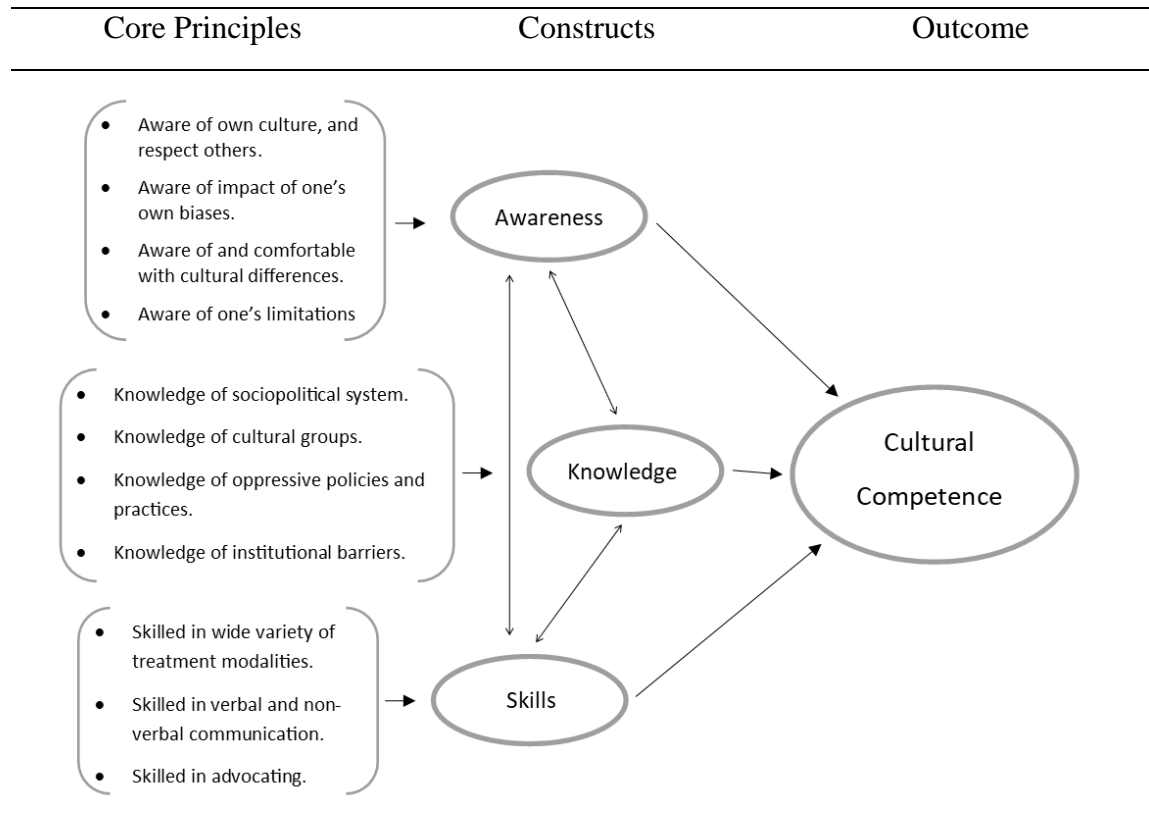 Core Principles Constructs Outcome
• Aware of own culture, and
respect others.
• Aware of impact of one’s
own biases.
• Aware of and comfortable
with cultural differences.
• Aware of one’s limitations
Awareness
• Knowledge of sociopolitical system.
• Knowledge of cultural groups.
• Knowledge of oppressive policies and
practices.
• Knowledge of institutional barriers.
Knowledge
Cultural
Competence
• Skilled in wide variety of
treatment modalities.
• Skilled in verbal and non-
verbal communication.
• Skilled in advocating.
Skills